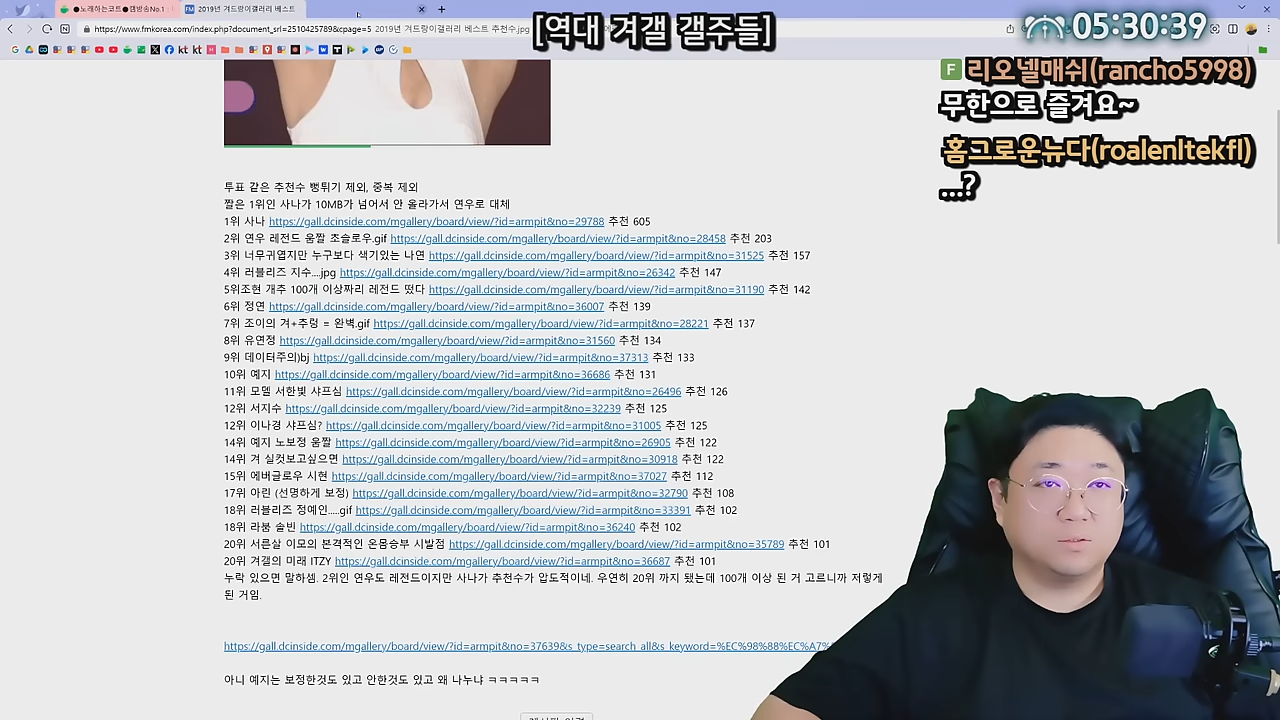 ●노래하는코트●캠방송No.1
2019년 겨드랑이갤러리 베스트
https://www.fmkorea.com/index.php?document_srl=2510425789&cpage=5 2019년 겨드랑이갤러리 베스트 추천수.jpg
[역대 겨갤 갤주들]
05:30:39
리오넬매쉬(rancho5998)
무한으로 즐겨요~
홈그로운뉴다(roalenltekfl)
...?
투표 같은 추천수 뻥튀기 제외, 중복 제외
짤은 1위인 사나가 10MB가 넘어서 안 올라가서 연우로 대체
1위 사나 https://gall.dcinside.com/mgallery/board/view/?id=armpit&no=29788 추천 605
2위 연우 레전드 움짤 초슬로우.gif https://gall.dcinside.com/mgallery/board/view/?id=armpit&no=28458 추천 203
3위 너무귀엽지만 누구보다 색기있는 나연 https://gall.dcinside.com/mgallery/board/view/?id=armpit&no=31525 추천 157
4위 러블리즈 지수...jpg https://gall.dcinside.com/mgallery/board/view/?id=armpit&no=26342 추천 147
5위조현 개추 100개 이상짜리 레전드 떴다 https://gall.dcinside.com/mgallery/board/view/?id=armpit&no=31190 추천 142
6위 정연 https://gall.dcinside.com/mgallery/board/view/?id=armpit&no=36007 추천 139
7위 조이의 겨+추렁 = 완벽.gif https://gall.dcinside.com/mgallery/board/view/?id=armpit&no=28221 추천 137
8위 유연정 https://gall.dcinside.com/mgallery/board/view/?id=armpit&no=31560 추천 134
9위 데이터주의)bj https://gall.dcinside.com/mgallery/board/view/?id=armpit&no=37313 추천 133
10위 예지 https://gall.dcinside.com/mgallery/board/view/?id=armpit&no=36686 추천 131
11위 모델 서한빛 샤프심 https://gall.dcinside.com/mgallery/board/view/?id=armpit&no=26496 추천 126
12위 서지수 https://gall.dcinside.com/mgallery/board/view/?id=armpit&no=32239 추천 125
12위 이나경 샤프심? https://gall.dcinside.com/mgallery/board/view/?id=armpit&no=31005 추천 125
14위 예지 노보정 움짤 https://gall.dcinside.com/mgallery/board/view/?id=armpit&no=26905 추천 122
14위 겨 실컷보고싶으면 https://gall.dcinside.com/mgallery/board/view/?id=armpit&no=30918 추천 122
15위 에버글로우 시현 https://gall.dcinside.com/mgallery/board/view/?id=armpit&no=37027 추천 112
17위 아린 (선명하게 보정) https://gall.dcinside.com/mgallery/board/view/?id=armpit&no=32790 추천 108
18위 러블리즈 정예인.....gif https://gall.dcinside.com/mgallery/board/view/?id=armpit&no=33391 추천 102
18위 라붐 솔빈 https://gall.dcinside.com/mgallery/board/view/?id=armpit&no=36240 추천 102
20위 서른살 이모의 본격적인 온몸승부 시발점 https://gall.dcinside.com/mgallery/board/view/?id=armpit&no=35789 추천 101
20위 겨갤의 미래 ITZY https://gall.dcinside.com/mgallery/board/view/?id=armpit&no=36687 추천 101
누락 있으면 말하셈. 2위인 연우도 레전드이지만 사나가 추천수가 압도적이네. 우연히 20위 까지 됐는데 100개 이상 된 거 고르니까 저렇게
된 거임.
https://gall.dcinside.com/mgallery/board/view/?id=armpit&no=37639&s_type=search_all&s_keyword=%EC%98%88%EC%A7%
아니 예지는 보정한것도 있고 안한것도 있고 왜 나누냐 ㅋㅋㅋㅋㅋ